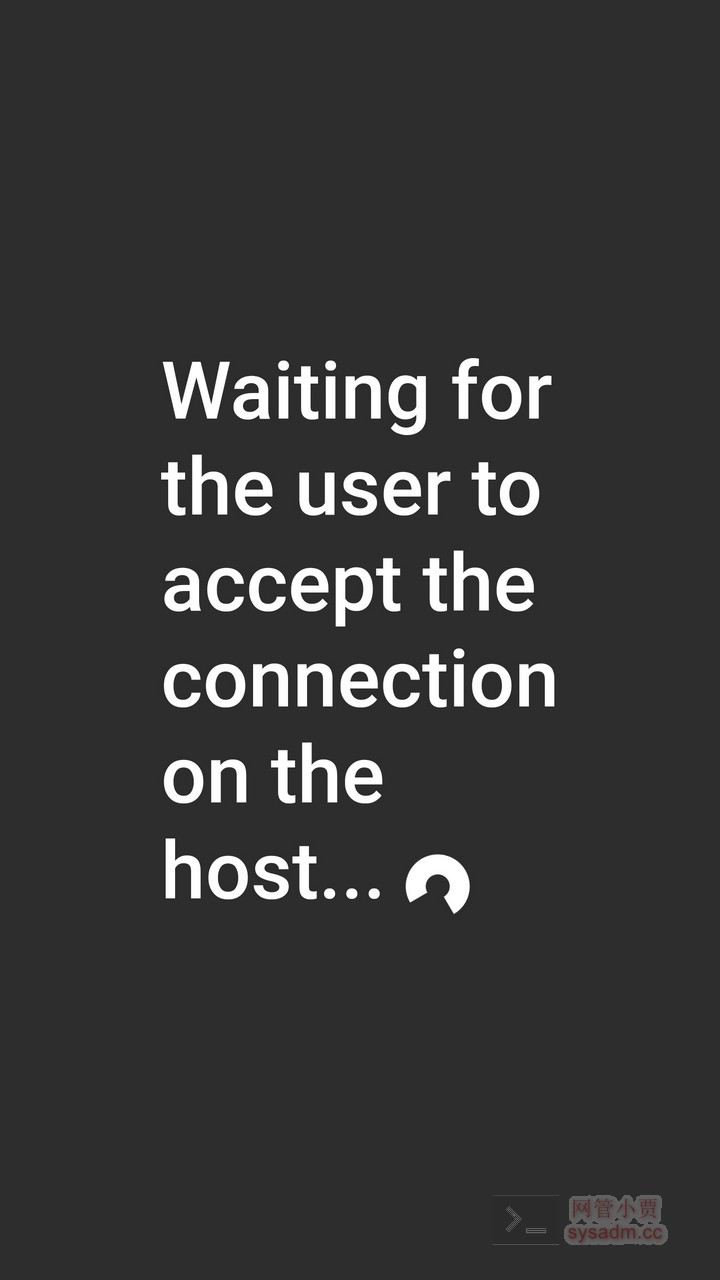 Waiting for
the user to
accept the
connection
on the
host...
>_ 网管小贾
sysadm.cc